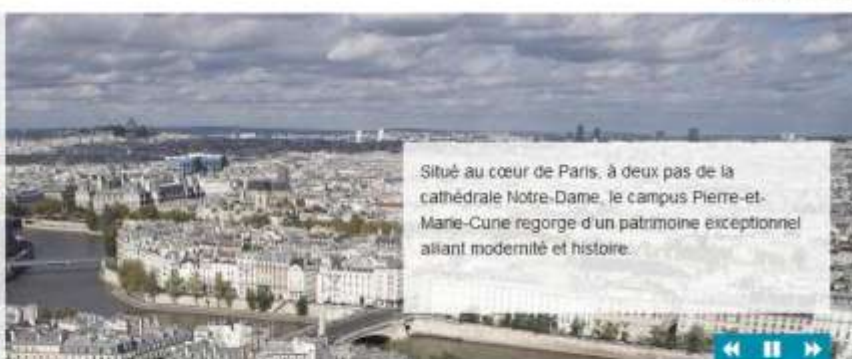 Situé au cœur de Paris, à deux pas de la
cathédrale Notre-Dame, le campus Pierre-et-
Marie-Curie regorge d'un patrimoine exceptionnel
alliant modernité et histoire.